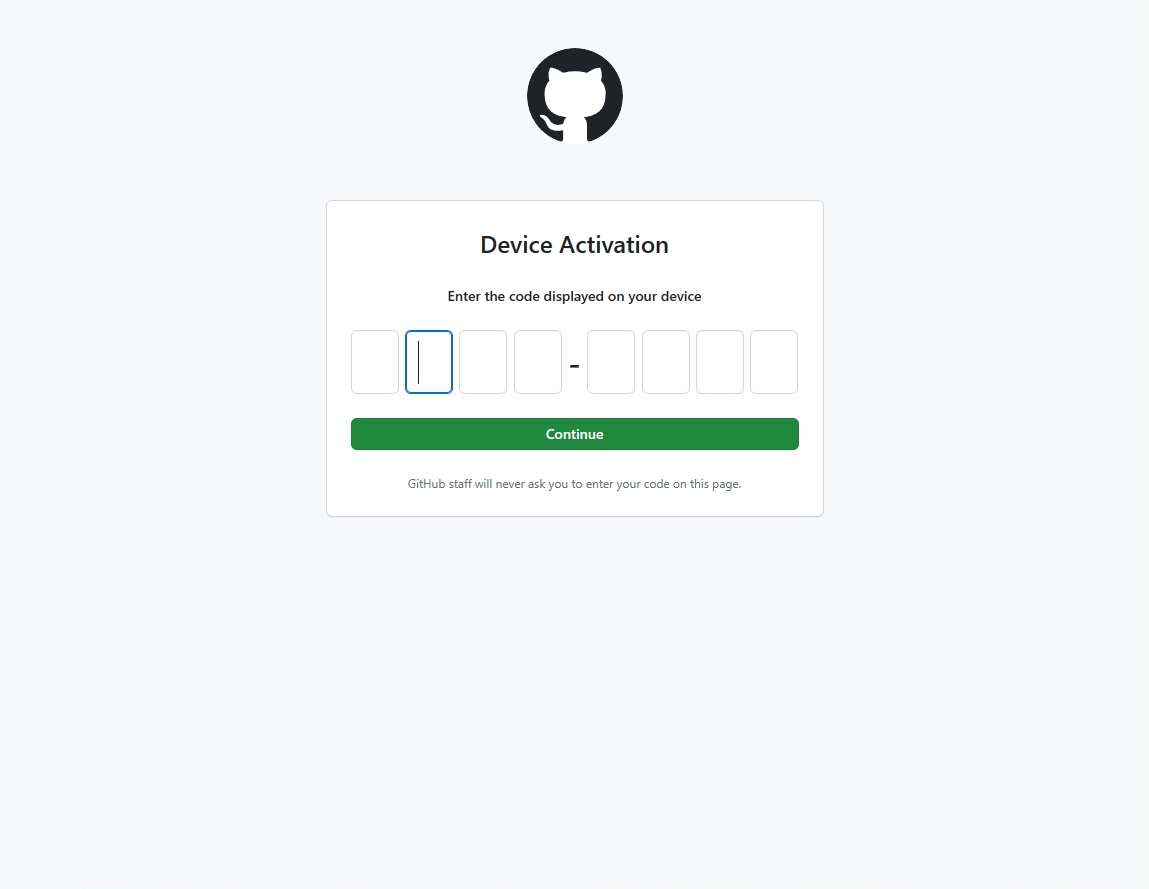 Device Activation
Enter the code displayed on your device
-
Continue
GitHub staff will never ask you to enter your code on this page.